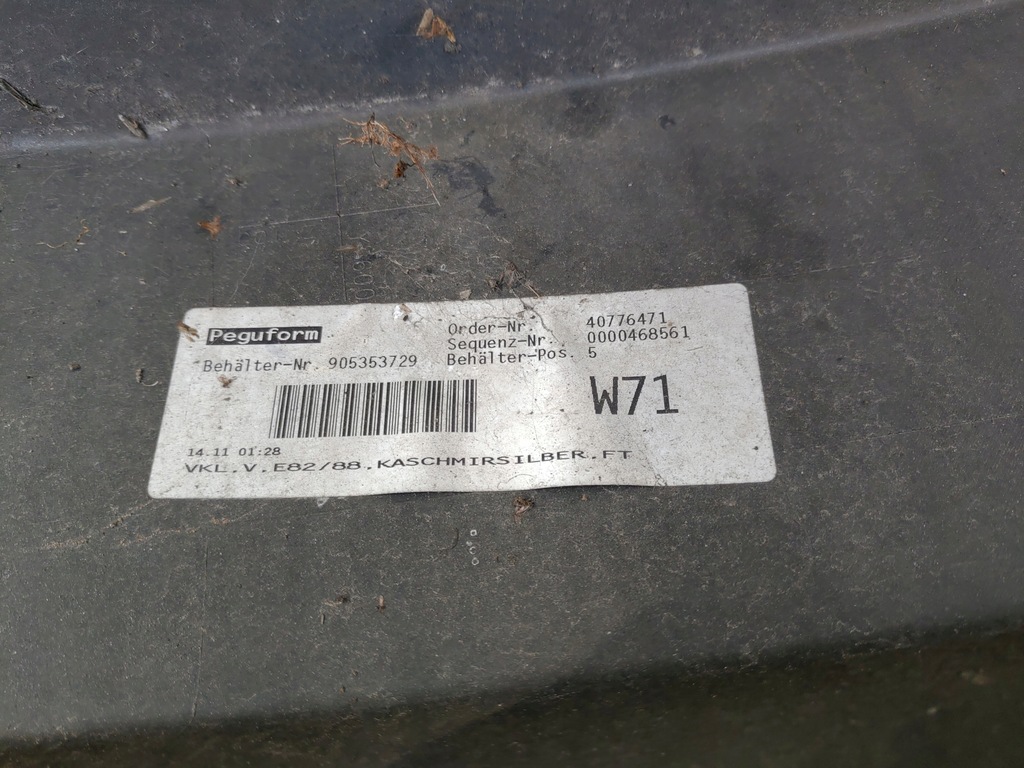 Peguform
Order-Nr. 40776471
Sequenz-Nr. 0000468561
Behälter-Nr. 905353729 Behälter-Pos. 5
W71
14.11 01:28
VKL.V.E82/88.KASCHMIRSILBER.FT